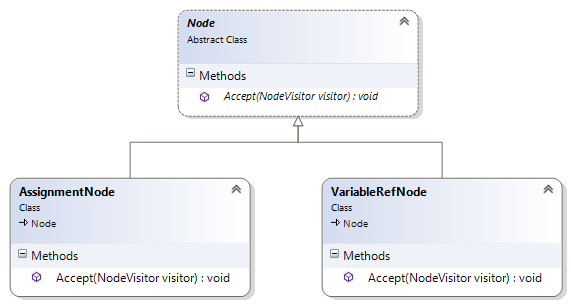 Node
Abstract Class
Methods
Accept(NodeVisitor visitor) : void
AssignmentNode
Class
Node
Methods
Accept(NodeVisitor visitor) : void
VariableRefNode
Class
Node
Methods
Accept(NodeVisitor visitor) : void